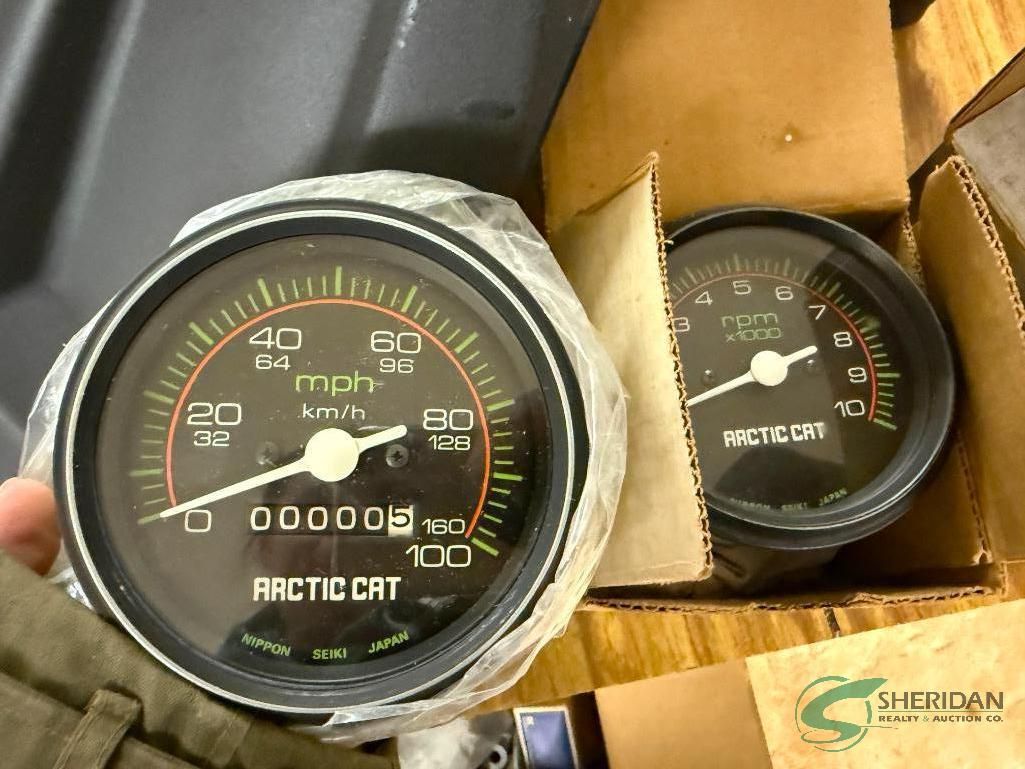 40
60
64
96
mph
km/h
20
80
32
128
0
000005
160
100
ARCTIC CAT
NIPPON SEIKI JAPAN
3 4 5 6 7
rpm
x1000
8
9
10
ARCTIC CAT
NIPPON SEIKI JAPAN
SHERIDAN
REALTY & AUCTION CO.